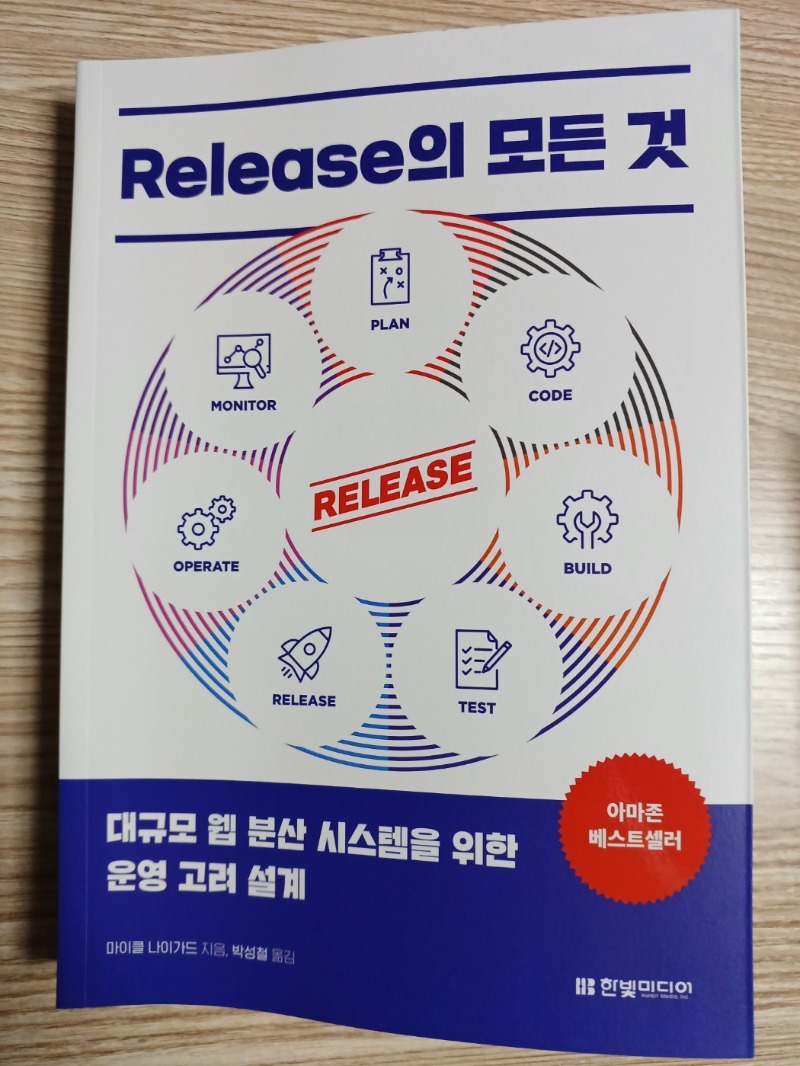 Release의 모든 것
PLAN
MONITOR
CODE
RELEASE
OPERATE
BUILD
RELEASE
TEST
아마존
베스트셀러
대규모 웹 분산 시스템을 위한
운영 고려 설계
마이클 나이가드 지음, 박성철 옮김
한빛미디어
Hanbit Media, Inc.